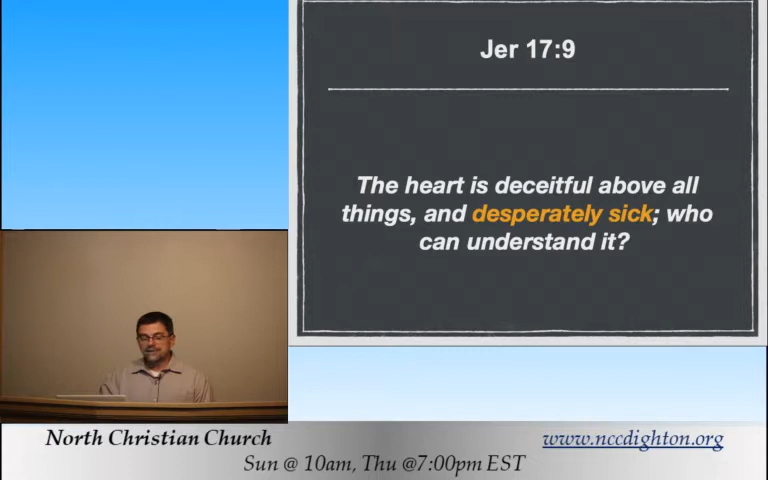 Jer 17:9
The heart is deceitful above all
things, and desperately sick; who
can understand it?
North Christian Church
www.nccdighton.org
Sun @ 10am, Thu @7:00pm EST